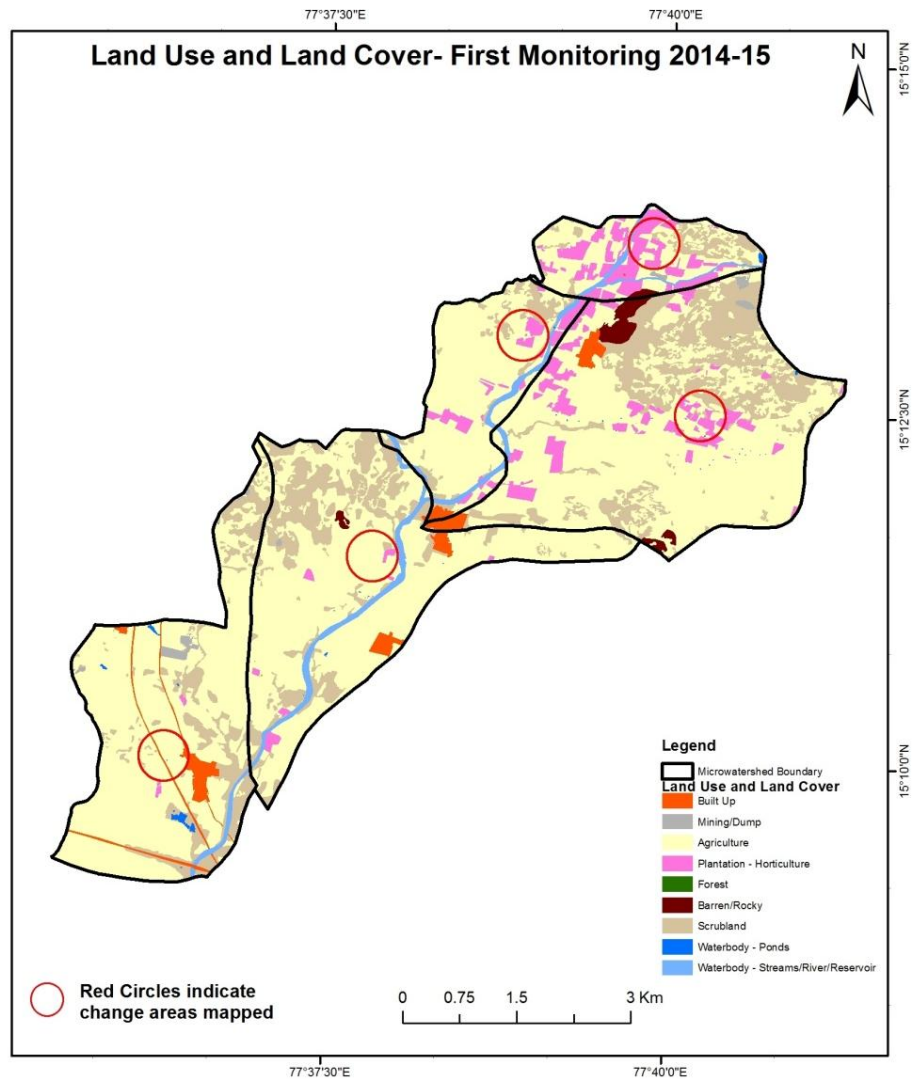 77°37'30"E
77°40'0"E
Land Use and Land Cover- First Monitoring 2014-15
N
15°15'0"N
15°12'30"N
15°10'0"N
Legend
Microwatershed Boundary
Land Use and Land Cover
Built Up
Mining/Dump
Agriculture
Plantation - Horticulture
Forest
Barren/Rocky
Scrubland
Waterbody - Ponds
Waterbody - Streams/River/Reservoir
Red Circles indicate
change areas mapped
0 0.75 1.5 3 Km
77°37'30"E
77°40'0"E